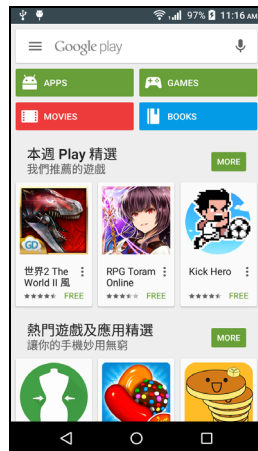 97% 11:16 AM
Google play
APPS
GAMES
MOVIES
BOOKS
本週 Play 精選
我們推薦的遊戲
MORE
GD
世界2 The
World II 風
FREE
RPG Toram
Online
FREE
Kick Hero
FREE
熱門遊戲及應用精選
讓你的手機妙用無窮
MORE